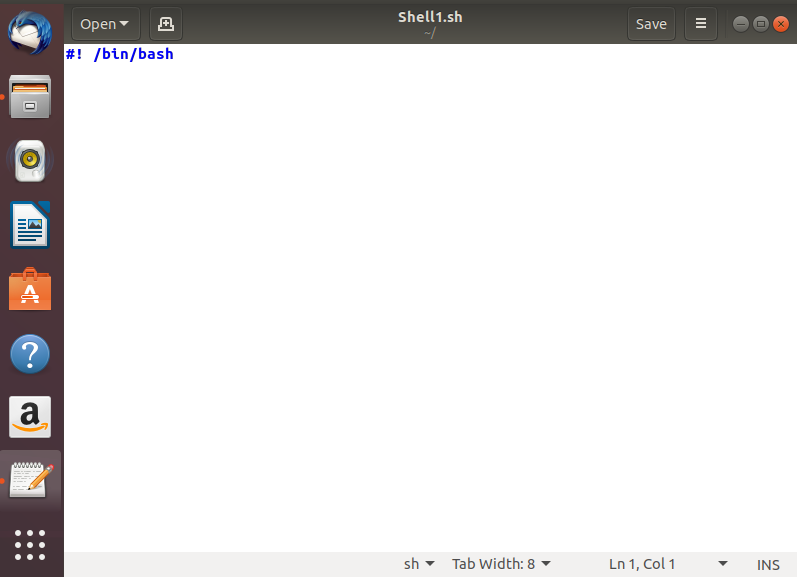 Open
Shell1.sh
~/
Save
#! /bin/bash
sh
Tab Width: 8
Ln 1, Col 1
INS